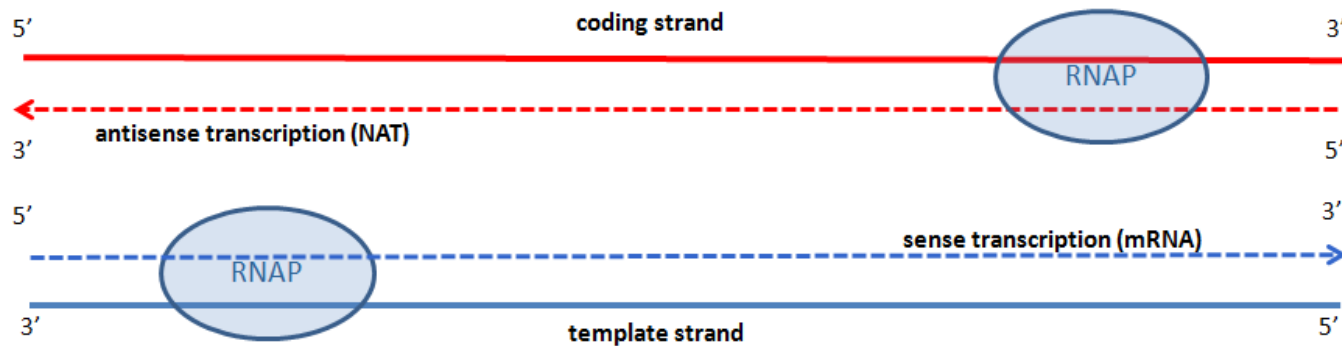 5’ coding strand 3’
RNAP
antisense transcription (NAT)
3’ 5’
5’ 3’
sense transcription (mRNA)
RNAP
3’ template strand 5’